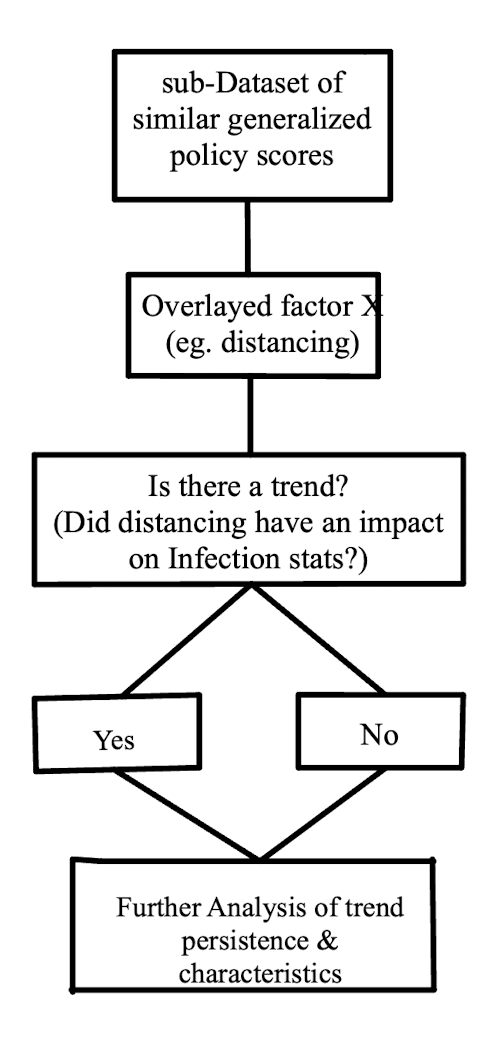 sub-Dataset of
similar generalized
policy scores
Overlayed factor X
(eg. distancing)
Is there a trend?
(Did distancing have an impact
on Infection stats?)
Yes
No
Further Analysis of trend
persistence &
characteristics